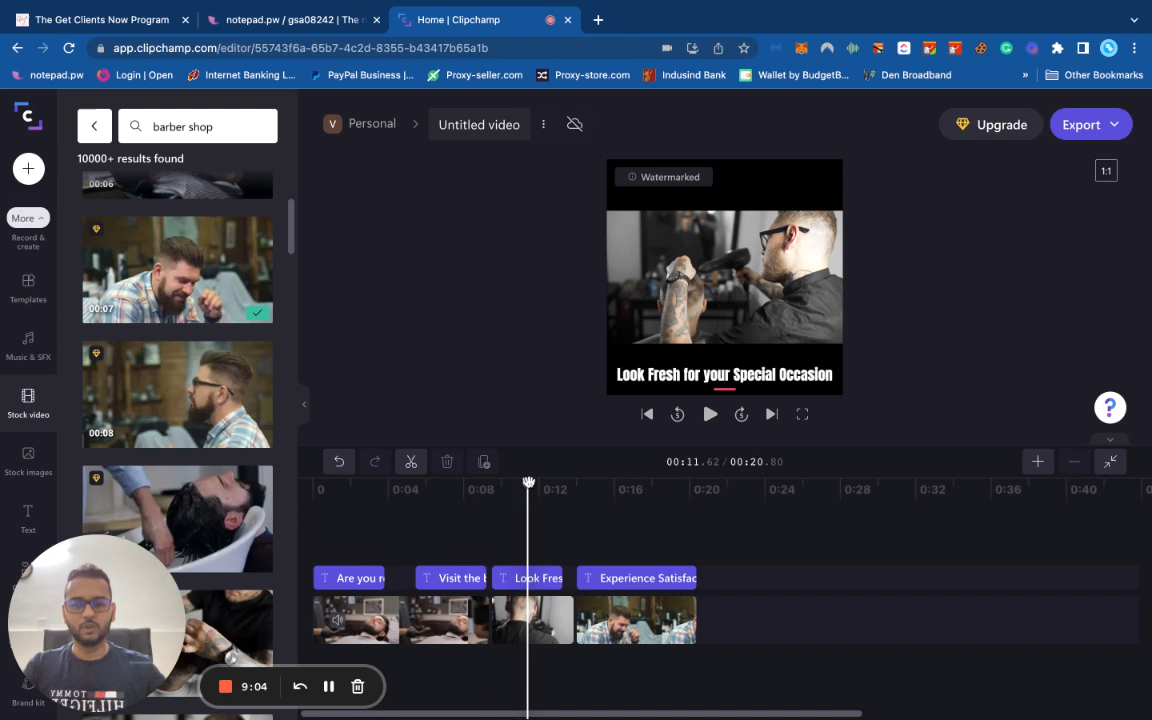 The Get Clients Now Program
notepad.pw / gsa08242 | The n
Home | Clipchamp
app.clipchamp.com/editor/55743f6a-65b7-4c2d-8355-b43417b65a1b
notepad.pw
Login | Open
Internet Banking L...
PayPal Business |...
Proxy-seller.com
Proxy-store.com
Indusind Bank
Wallet by BudgetB...
Den Broadband
»
Other Bookmarks
barber shop
V Personal > Untitled video
Upgrade
Export
10000+ results found
00:06
Watermarked
1:1
More
Record & create
Templates
00:07
Music & SFX
Look Fresh for your Special Occasion
Stock video
00:08
5
5
?
Stock images
00:11.62 / 00:20.80
0
0:04
0:08
0:12
0:16
0:20
0:24
0:28
0:32
0:36
0:40
Text
T Are you r
T Visit the b
T Look Fres
T Experience Satisfac
9:04
TOMMY
HILFIGER
Brand kit